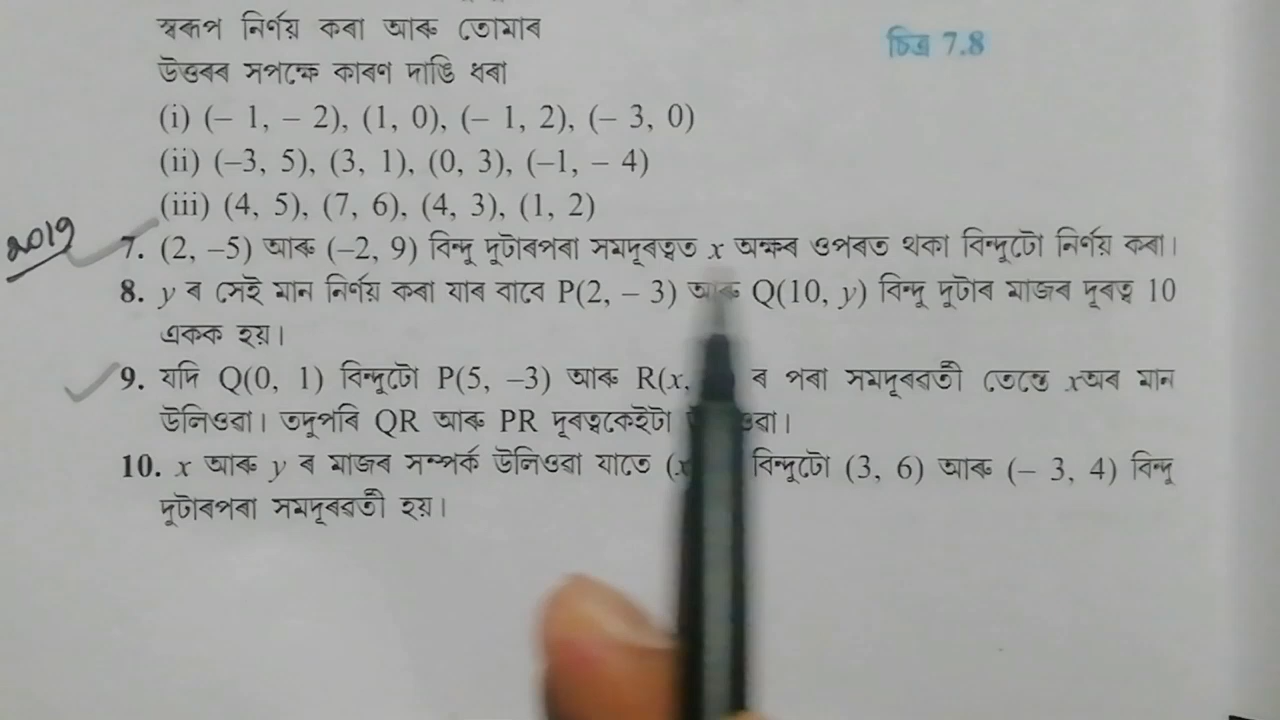 স্বৰূপ নিৰ্ণয় কৰা আৰু তোমাৰ
উত্তৰৰ সপক্ষে কাৰণ দাঙি ধৰা
চিত্ৰ 7.8
(i) (– 1, – 2), (1, 0), (– 1, 2), (– 3, 0)
(ii) (–3, 5), (3, 1), (0, 3), (–1, – 4)
(iii) (4, 5), (7, 6), (4, 3), (1, 2)
2019
7. (2, –5) আৰু (–2, 9) বিন্দু দুটাৰপৰা সমদূৰত্বত x অক্ষৰ ওপৰত থকা বিন্দুটো নিৰ্ণয় কৰা।
8. y ৰ সেই মান নিৰ্ণয় কৰা যাৰ বাবে P(2, – 3) আৰু Q(10, y) বিন্দু দুটাৰ মাজৰ দূৰত্ব 10
একক হয়।
9. যদি Q(0, 1) বিন্দুটো P(5, –3) আৰু R(x, ৰ পৰা সমদূৰৱৰ্তী তেন্তে xঅৰ মান
উলিওৱা। তদুপৰি QR আৰু PR দূৰত্বকেইটা
10. x আৰু y ৰ মাজৰ সম্পৰ্ক উলিওৱা যাতে ( বিন্দুটো (3, 6) আৰু (– 3, 4) বিন্দু
দুটাৰপৰা সমদূৰৱৰ্তী হয়।